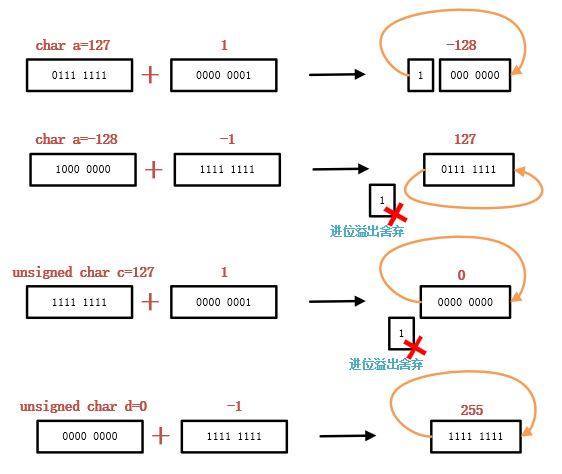 char a=127 1 -128
0111 1111 + 0000 0001 1 000 0000
char a=-128 -1 127
1000 0000 + 1111 1111 0111 1111
1
进位溢出舍弃
unsigned char c=127 1 0
1111 1111 + 0000 0001 0000 0000
1
进位溢出舍弃
unsigned char d=0 -1 255
0000 0000 + 1111 1111 1111 1111